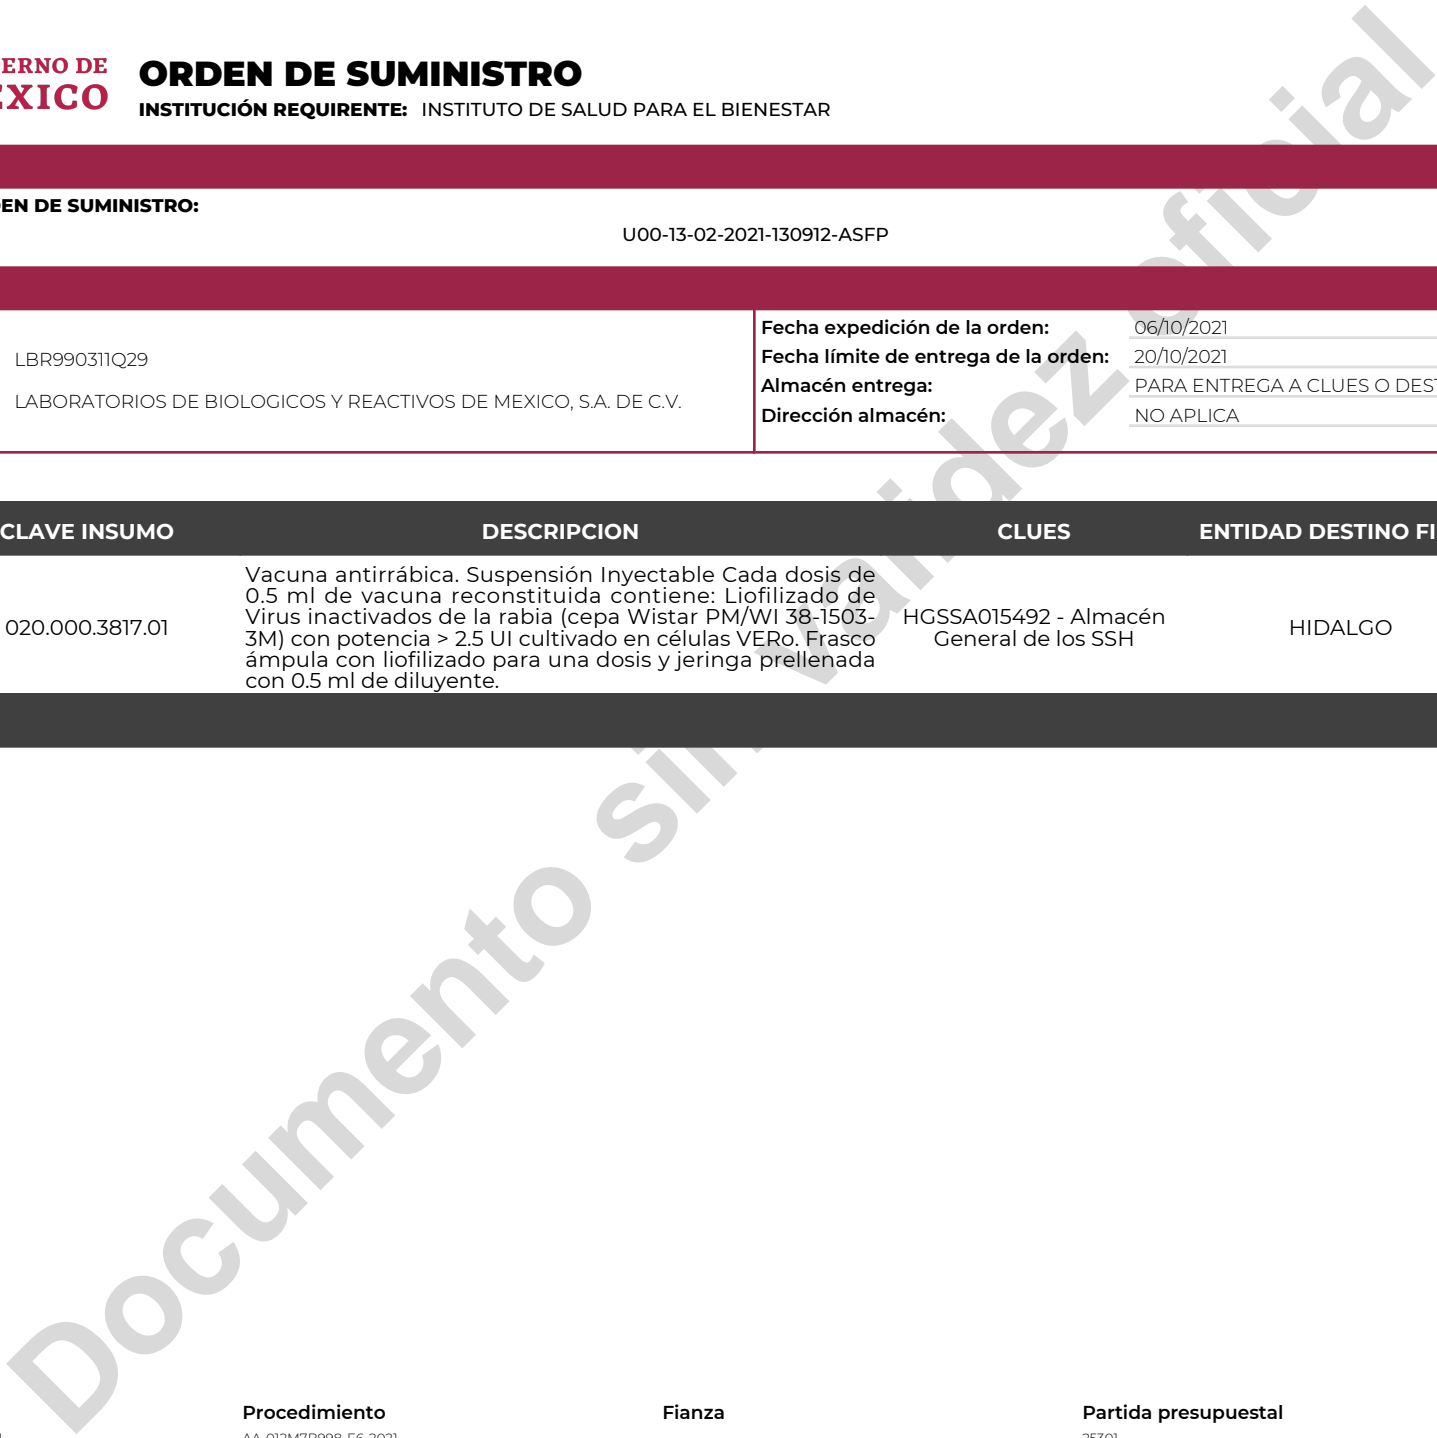 ERNO DE
ÉXICO
ORDEN DE SUMINISTRO
INSTITUCIÓN REQUIRENTE: INSTITUTO DE SALUD PARA EL BIENESTAR
EN DE SUMINISTRO:
U00-13-02-2021-130912-ASFP
LBR990311Q29
LABORATORIOS DE BIOLOGICOS Y REACTIVOS DE MEXICO, S.A. DE C.V.
Fecha expedición de la orden: 06/10/2021
Fecha límite de entrega de la orden: 20/10/2021
Almacén entrega: PARA ENTREGA A CLUES O DEST
Dirección almacén: NO APLICA
CLAVE INSUMO DESCRIPCION CLUES ENTIDAD DESTINO FI
020.000.3817.01
Vacuna antirrábica. Suspensión Inyectable Cada dosis de
0.5 ml de vacuna reconstituida contiene: Liofilizado de
Virus inactivados de la rabia (cepa Wistar PM/WI 38-1503-
3M) con potencia > 2.5 UI cultivado en células VERo. Frasco
ámpula con liofilizado para una dosis y jeringa prellenada
con 0.5 ml de diluyente.
HGSSA015492 - Almacén
General de los SSH
HIDALGO
Documento sin validez oficial
Procedimiento Fianza Partida presupuestal
AA-012M7B998-E6-2021 25301